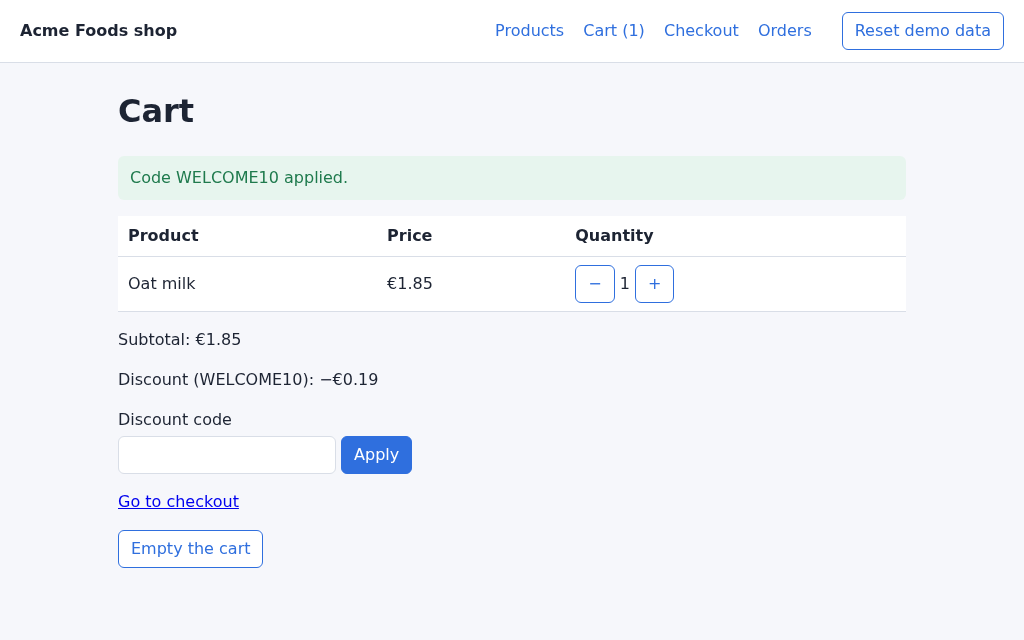 Acme Foods shop Products Cart (1) Checkout Orders Reset demo data
Cart
Code WELCOME10 applied.
Product Price Quantity
Oat milk €1.85 − 1 +
Subtotal: €1.85
Discount (WELCOME10): −€0.19
Discount code
Apply
Go to checkout
Empty the cart